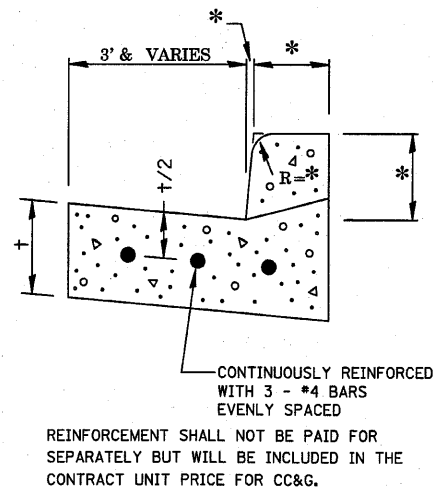 *
3' & VARIES
*
t/2
R=*
*
t
CONTINUOUSLY REINFORCED
WITH 3 - #4 BARS
EVENLY SPACED
REINFORCEMENT SHALL NOT BE PAID FOR
SEPARATELY BUT WILL BE INCLUDED IN THE
CONTRACT UNIT PRICE FOR CC&G.